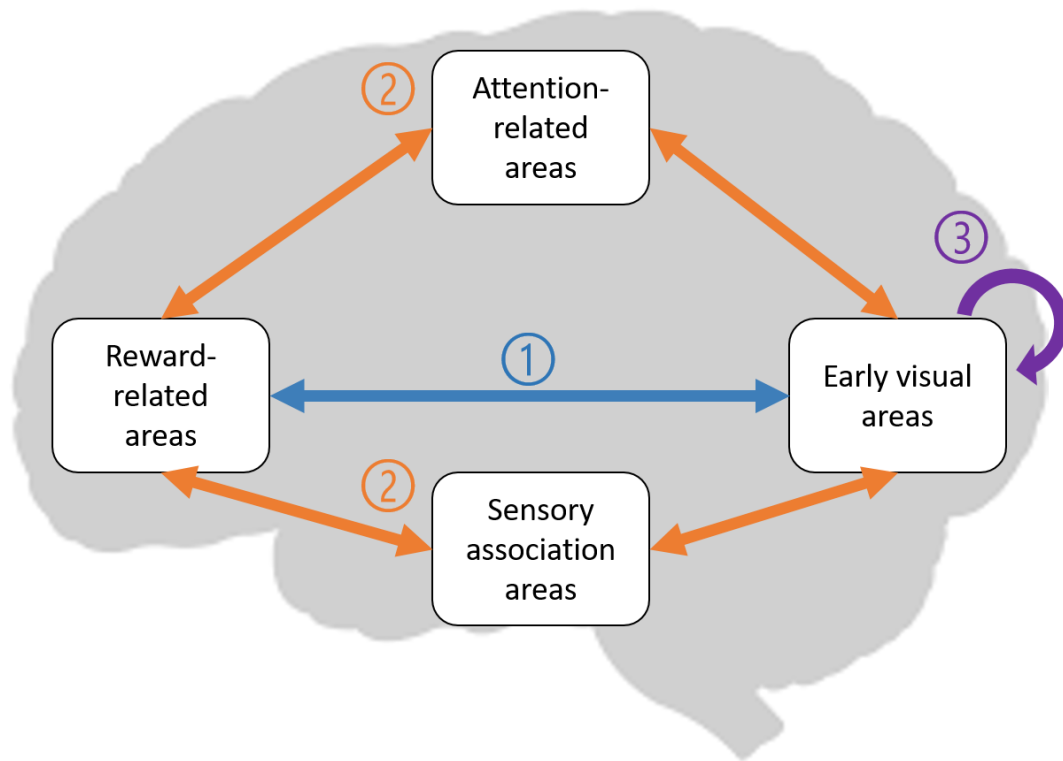 ②
Attention-
related
areas
③
Reward-
related
areas
①
Early visual
areas
②
Sensory
association
areas